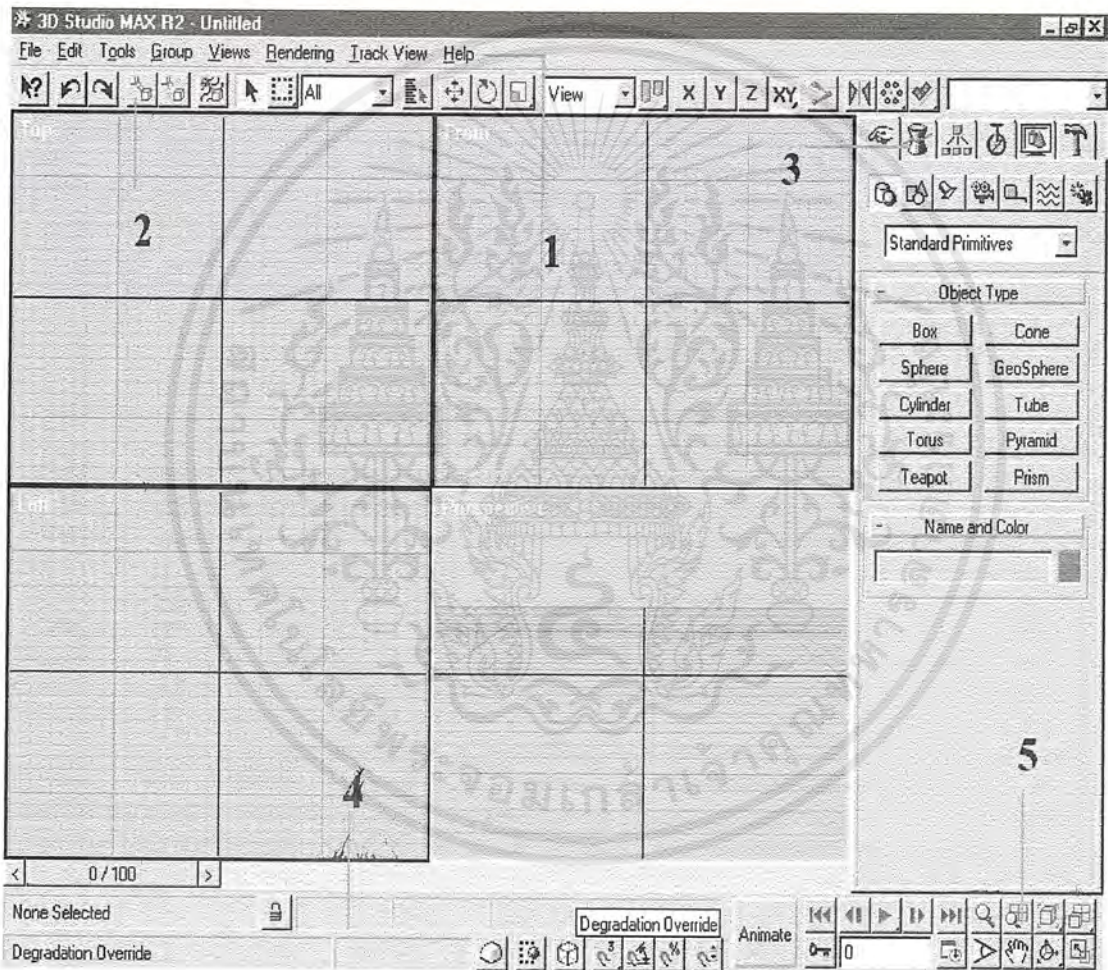 3D Studio MAX R2 - Untitled
File Edit Tools Group Views Rendering Track View Help
All View X Y Z XY
Top Front
3
2
1
Standard Primitives
- Object Type
Box Cone
Sphere GeoSphere
Cylinder Tube
Torus Pyramid
Teapot Prism
Left Perspective
- Name and Color
5
4
< 0 / 100 >
None Selected
Degradation Override
Animate
0
Degradation Override